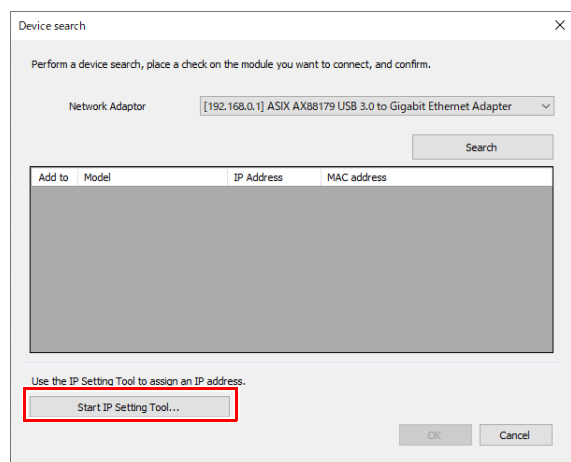 Device search
Perform a device search, place a check on the module you want to connect, and confirm.
Network Adaptor [192.168.0.1] ASIX AX88179 USB 3.0 to Gigabit Ethernet Adapter
Search
Add to Model IP Address MAC address
Use the IP Setting Tool to assign an IP address.
Start IP Setting Tool...
OK Cancel